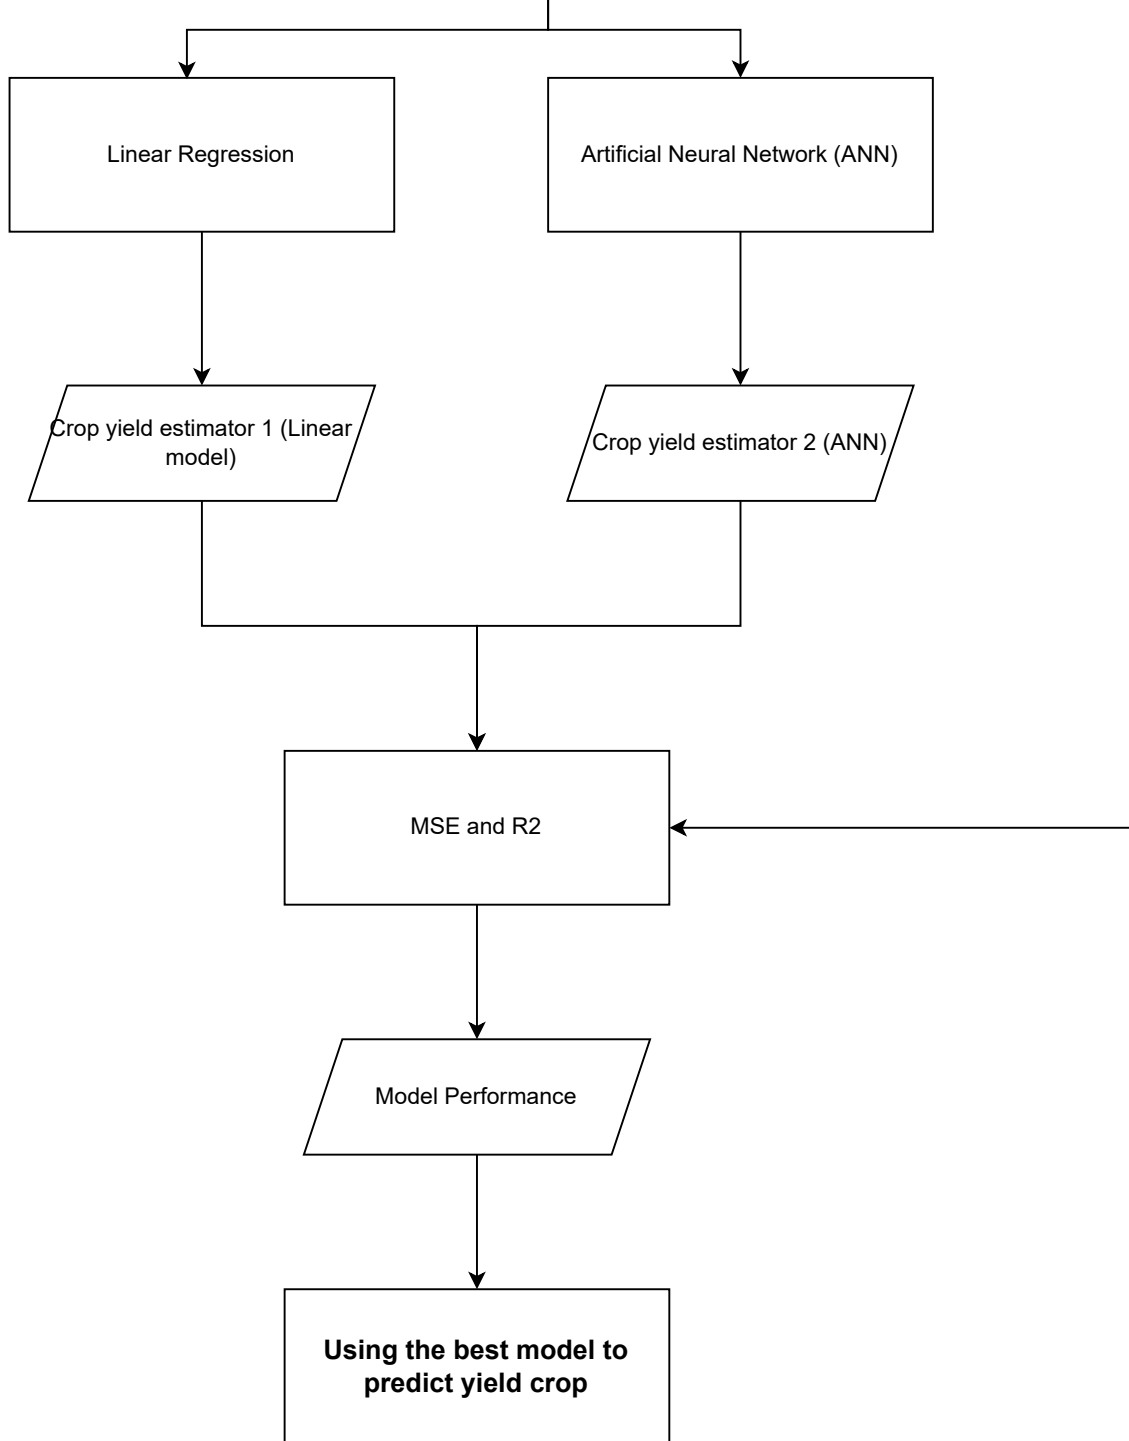 Linear Regression
Artificial Neural Network (ANN)
Crop yield estimator 1 (Linear
model)
Crop yield estimator 2 (ANN)
MSE and R2
Model Performance
Using the best model to
predict yield crop